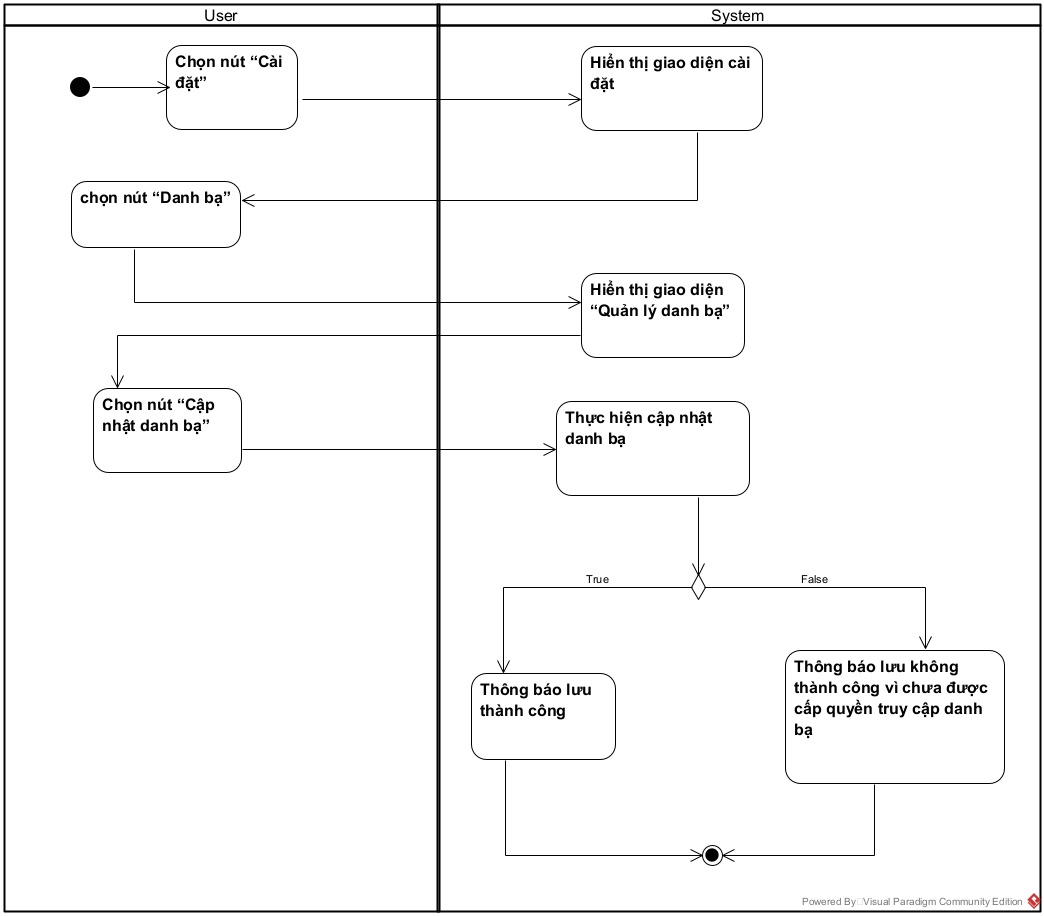 User
System
Chọn nút “Cài
đặt”
Hiển thị giao diện cài
đặt
chọn nút “Danh bạ”
Hiển thị giao diện
“Quản lý danh bạ”
Chọn nút “Cập
nhật danh bạ”
Thực hiện cập nhật
danh bạ
True
False
Thông báo lưu
thành công
Thông báo lưu không
thành công vì chưa được
cấp quyền truy cập danh
bạ
Powered By Visual Paradigm Community Edition